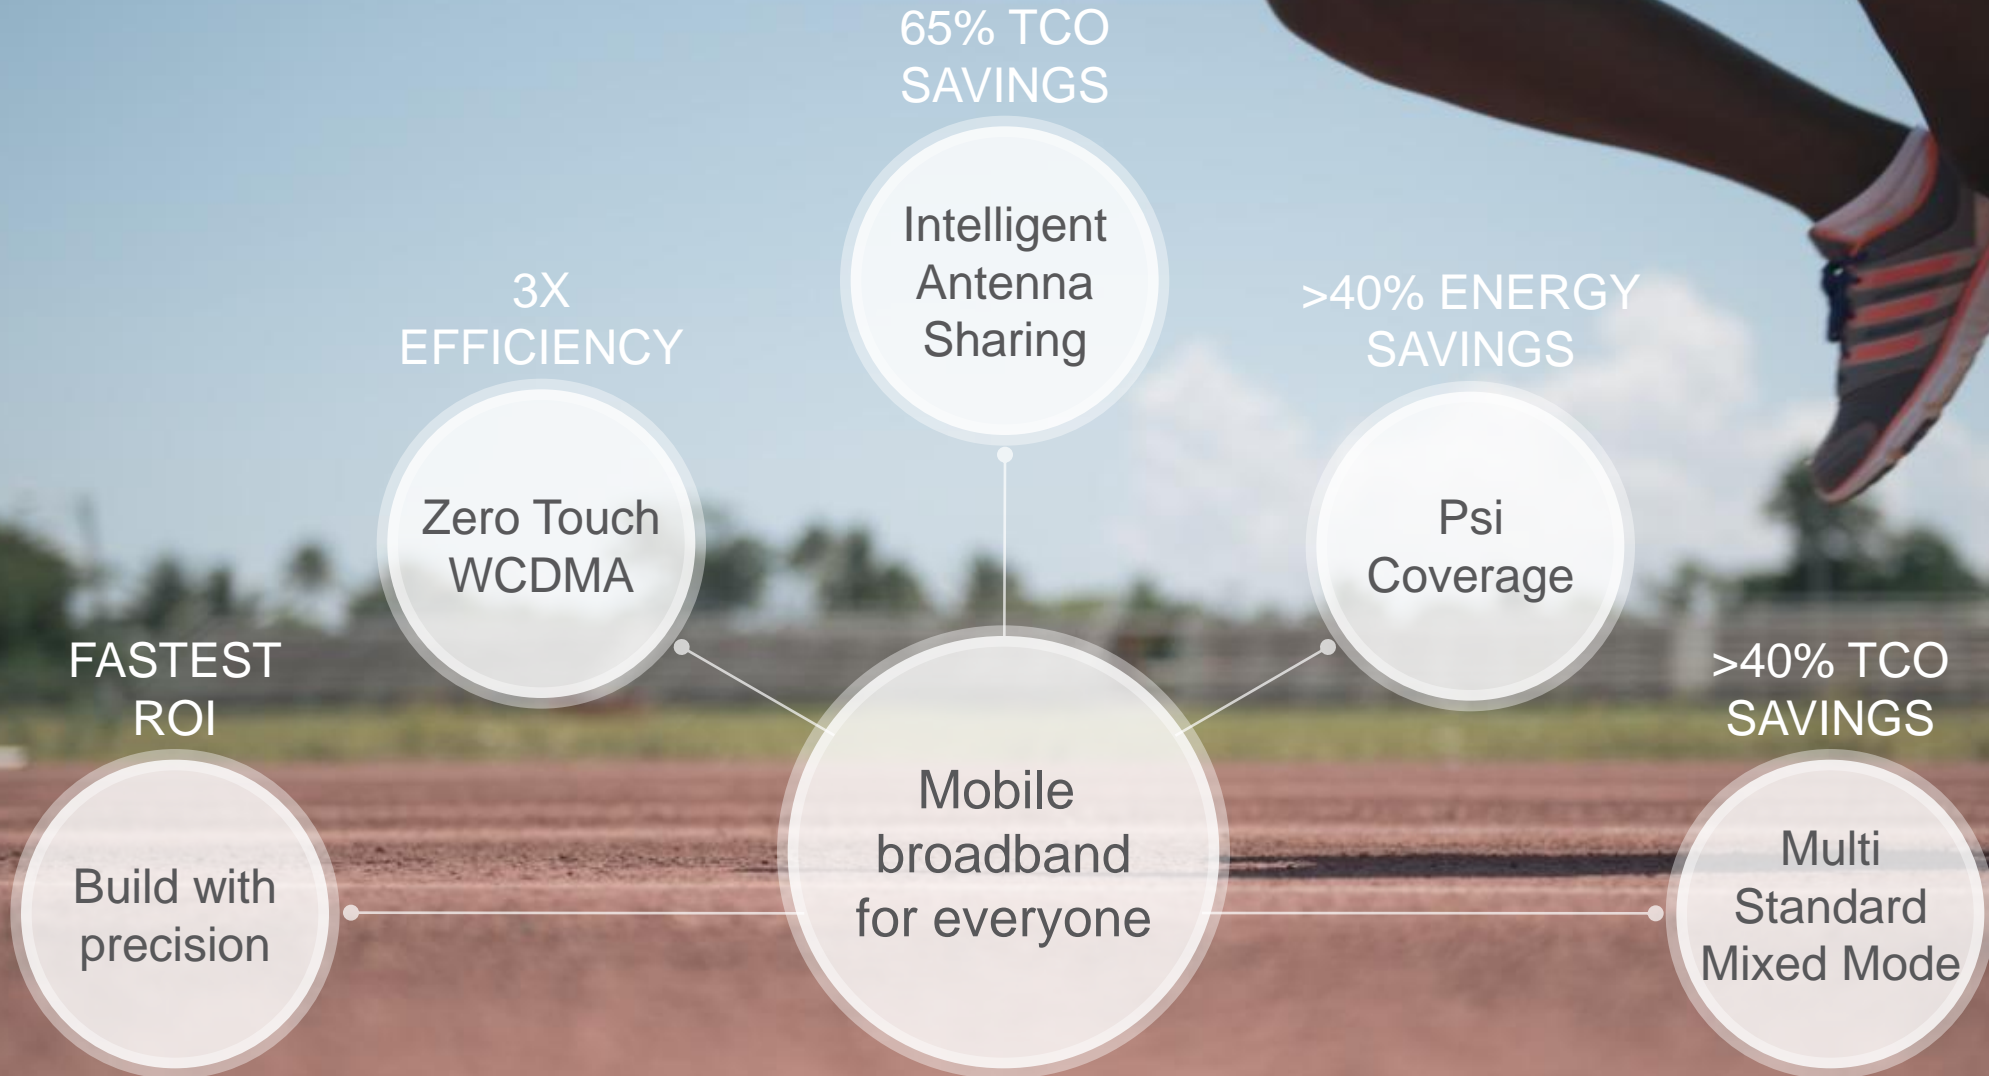 65% TCO
SAVINGS
Intelligent
Antenna
Sharing
3X
EFFICIENCY
Zero Touch
WCDMA
>40% ENERGY
SAVINGS
Psi
Coverage
FASTEST
ROI
Build with
precision
Mobile
broadband
for everyone
>40% TCO
SAVINGS
Multi
Standard
Mixed Mode